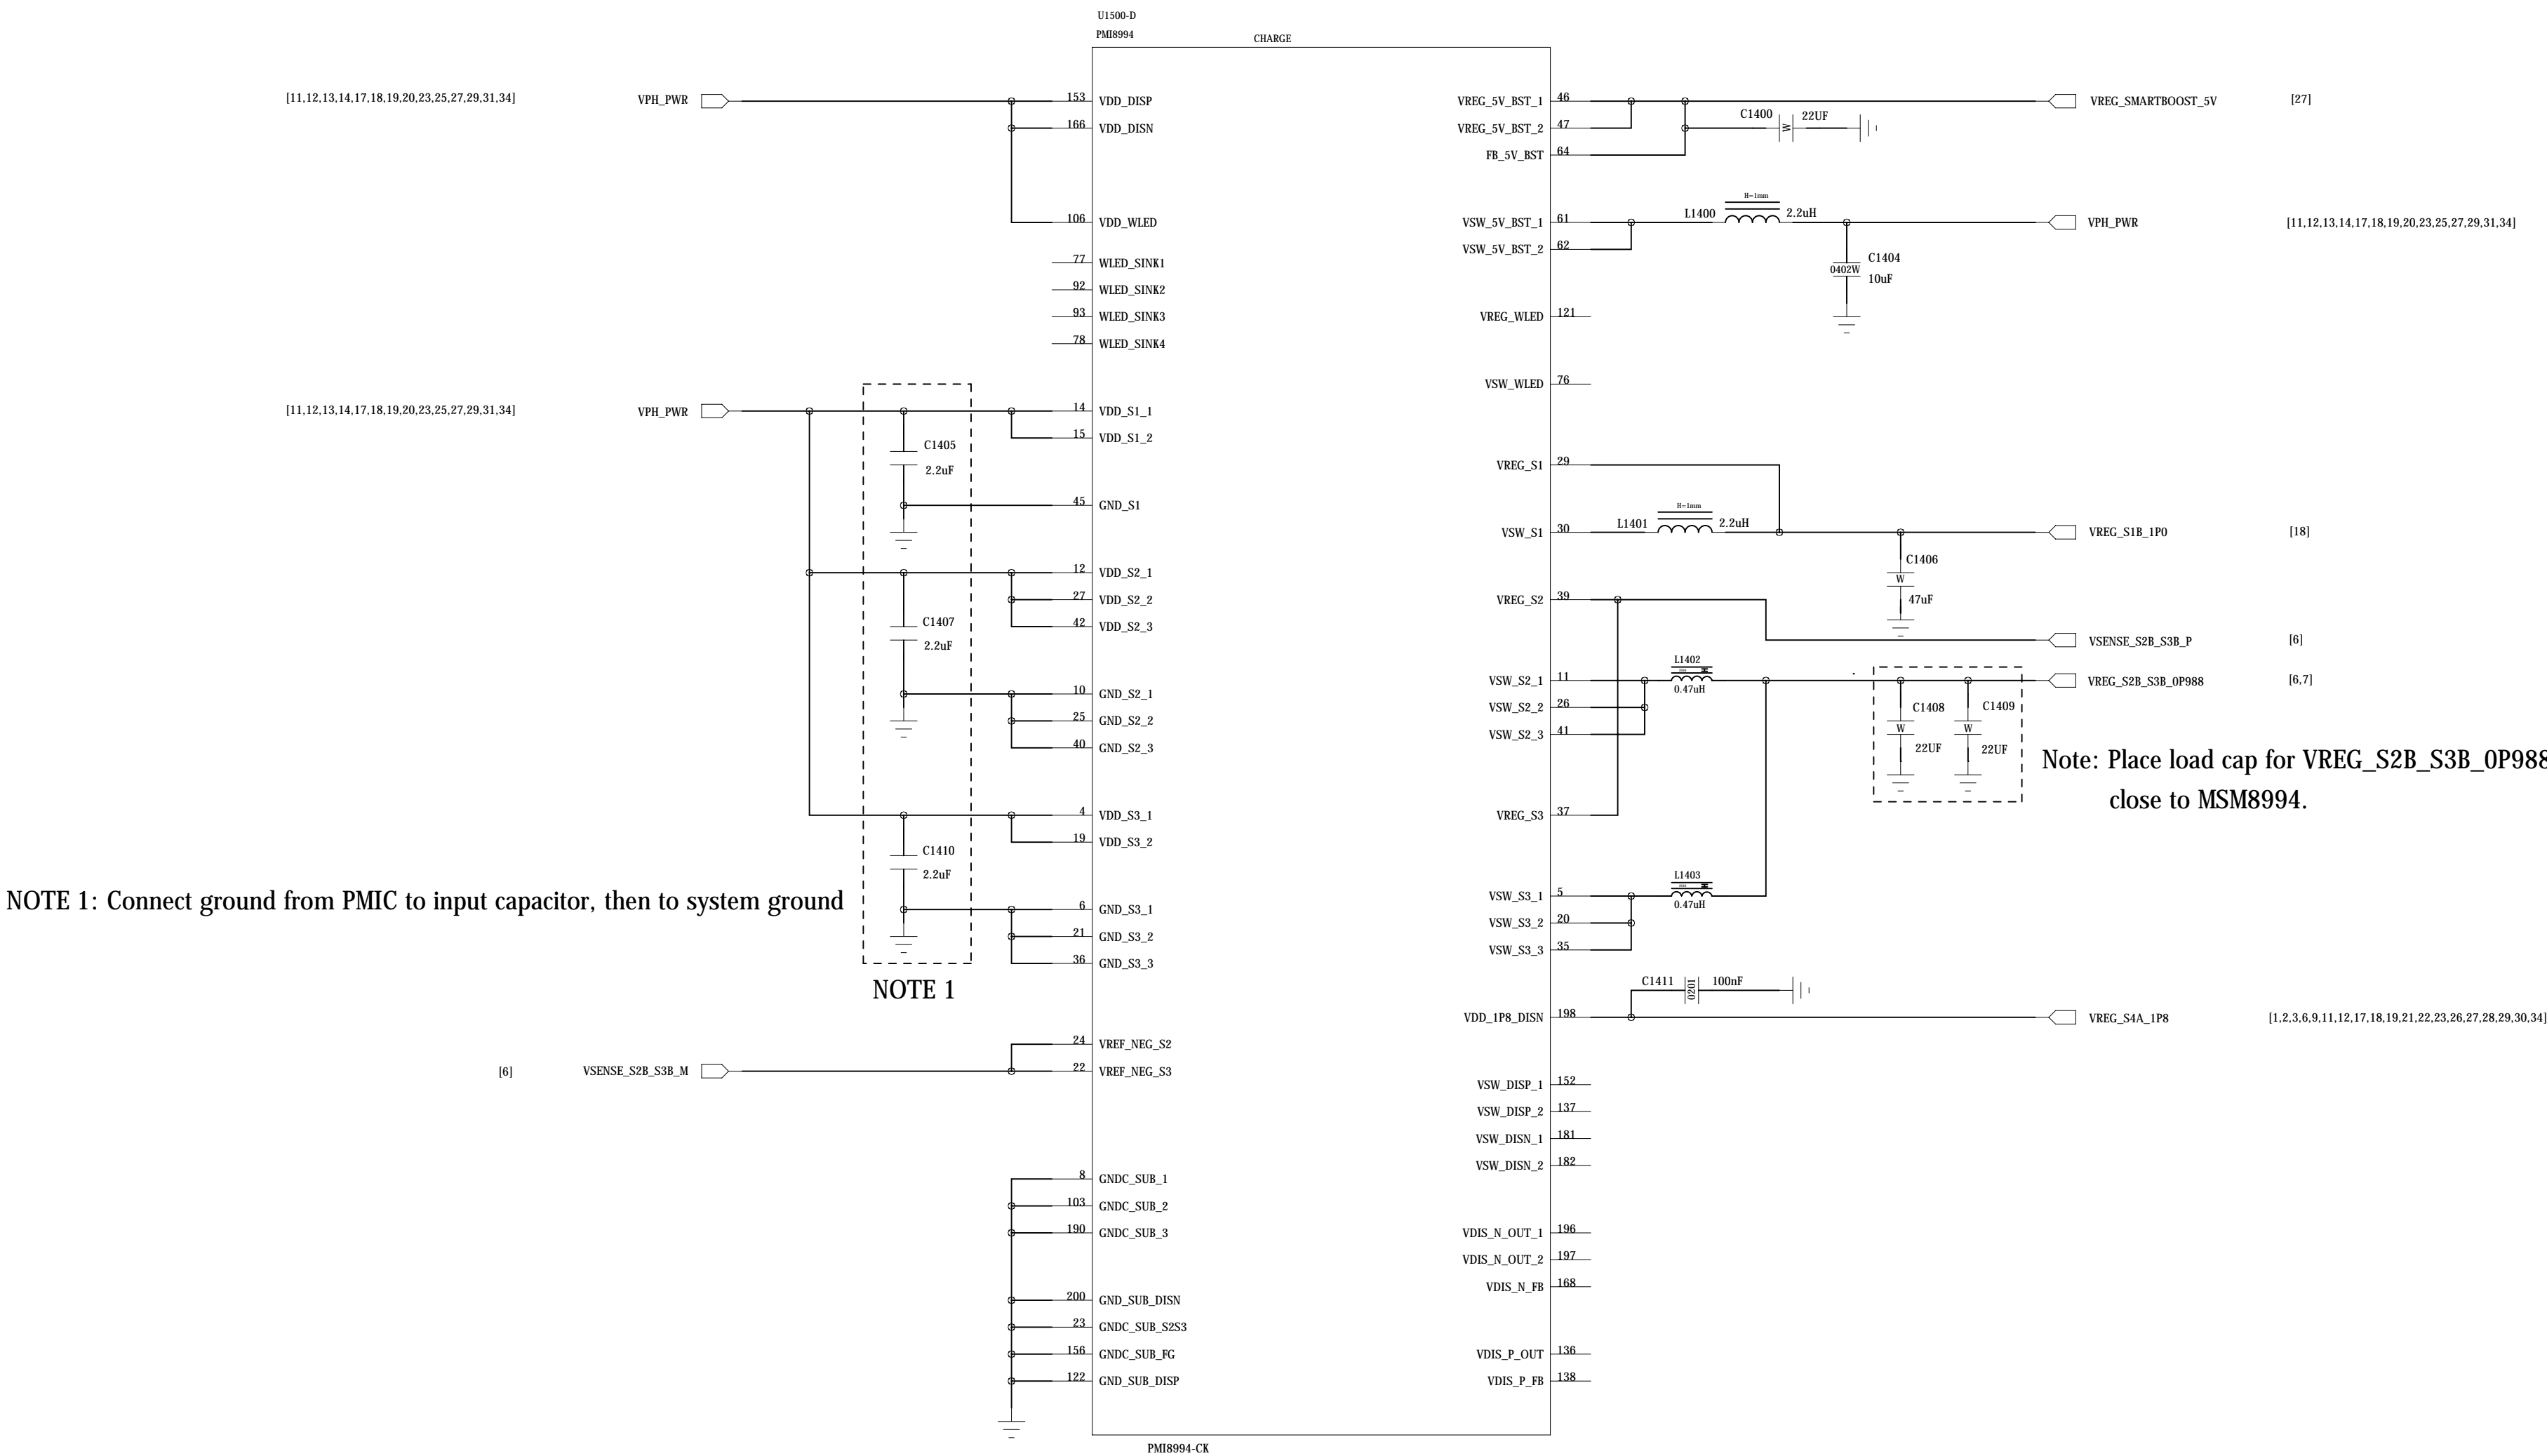 U1500-D
PMI8994
CHARGE
[11,12,13,14,17,18,19,20,23,25,27,29,31,34]
VPH_PWR
153 VDD_DISP
166 VDD_DISN
106 VDD_WLED
77 WLED_SINK1
92 WLED_SINK2
93 WLED_SINK3
78 WLED_SINK4
[11,12,13,14,17,18,19,20,23,25,27,29,31,34]
VPH_PWR
14 VDD_S1_1
15 VDD_S1_2
C1405
2.2uF
45 GND_S1
12 VDD_S2_1
27 VDD_S2_2
42 VDD_S2_3
C1407
2.2uF
10 GND_S2_1
25 GND_S2_2
40 GND_S2_3
4 VDD_S3_1
19 VDD_S3_2
C1410
2.2uF
NOTE 1: Connect ground from PMIC to input capacitor, then to system ground
6 GND_S3_1
21 GND_S3_2
36 GND_S3_3
NOTE 1
24 VREF_NEG_S2
[6]
VSENSE_S2B_S3B_M
22 VREF_NEG_S3
8 GNDC_SUB_1
103 GNDC_SUB_2
190 GNDC_SUB_3
200 GND_SUB_DISN
23 GNDC_SUB_S2S3
156 GNDC_SUB_FG
122 GND_SUB_DISP
VREG_5V_BST_1 46
VREG_SMARTBOOST_5V
[27]
VREG_5V_BST_2 47
C1400
W
22UF
FB_5V_BST 64
H=1mm
L1400
2.2uH
VSW_5V_BST_1 61
VPH_PWR
[11,12,13,14,17,18,19,20,23,25,27,29,31,34]
VSW_5V_BST_2 62
C1404
0402W
10uF
VREG_WLED 121
VSW_WLED 76
VREG_S1 29
H=1mm
L1401
2.2uH
VSW_S1 30
VREG_S1B_1P0
[18]
C1406
W
47uF
VREG_S2 39
VSENSE_S2B_S3B_P
[6]
L1402
0.47uH
VSW_S2_1 11
VREG_S2B_S3B_0P988
[6,7]
VSW_S2_2 26
VSW_S2_3 41
C1408
W
22UF
C1409
W
22UF
Note: Place load cap for VREG_S2B_S3B_0P988
close to MSM8994.
VREG_S3 37
L1403
0.47uH
VSW_S3_1 5
VSW_S3_2 20
VSW_S3_3 35
C1411
0201
100nF
VDD_1P8_DISN 198
VREG_S4A_1P8
[1,2,3,6,9,11,12,17,18,19,21,22,23,26,27,28,29,30,34]
VSW_DISP_1 152
VSW_DISP_2 137
VSW_DISN_1 181
VSW_DISN_2 182
VDIS_N_OUT_1 196
VDIS_N_OUT_2 197
VDIS_N_FB 168
VDIS_P_OUT 136
VDIS_P_FB 138
PMI8994-CK